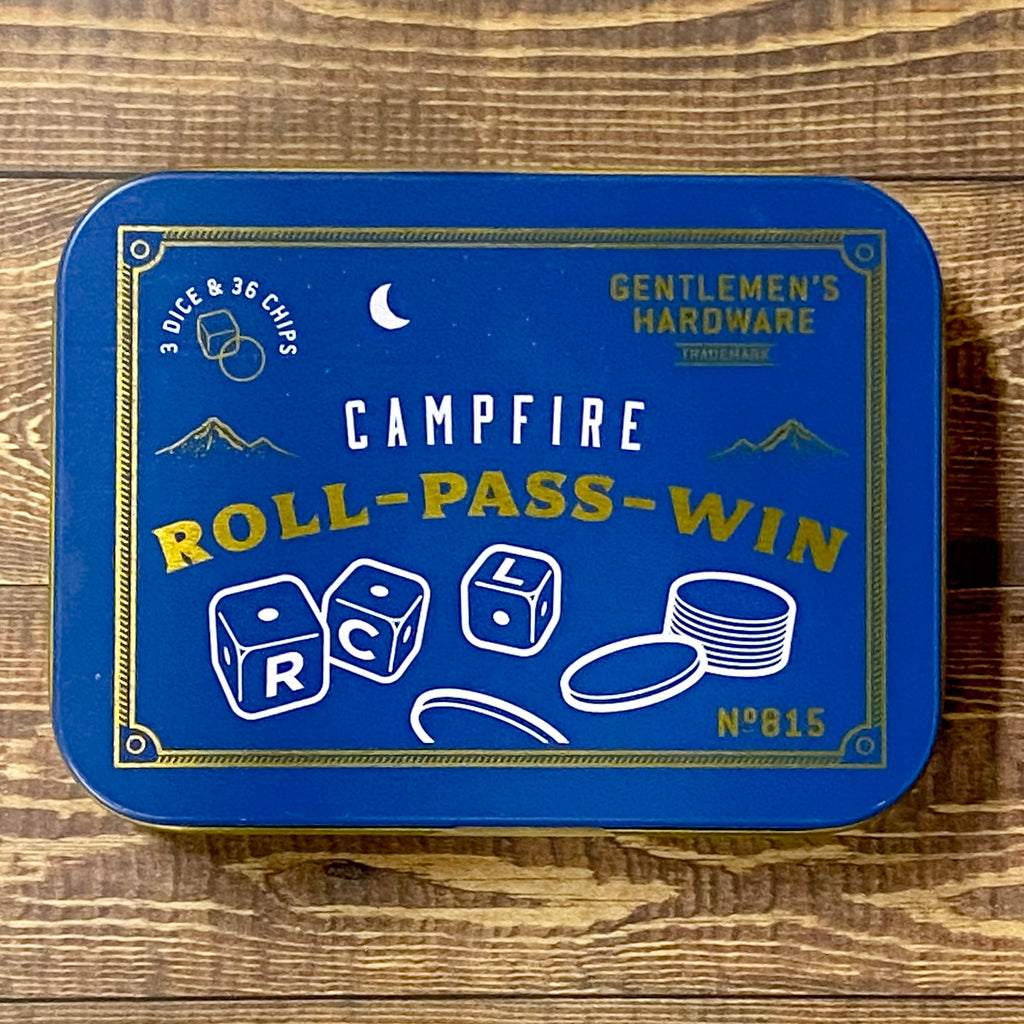 3 DICE & 36 CHIPS
GENTLEMEN'S
HARDWARE
TRADEMARK
CAMPFIRE
ROLL-PASS-WIN
L
C
R
Nº815